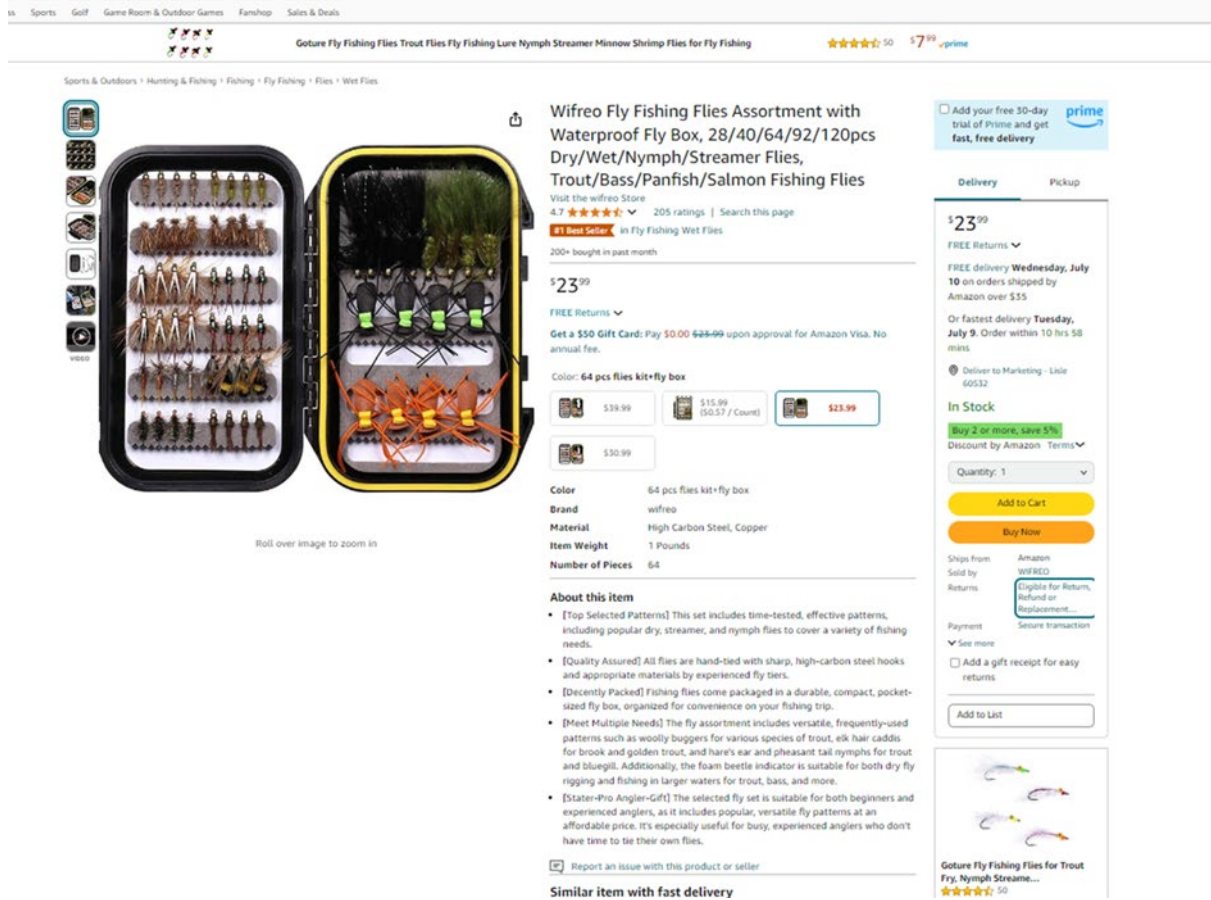 ss Sports Golf Game Room & Outdoor Games Fanshop Sales & Deals
Goture Fly Fishing Flies Trout Flies Fly Fishing Lure Nymph Streamer Minnow Shrimp Flies for Fly Fishing 50 $7.99 prime
Sports & Outdoors › Hunting & Fishing › Fishing › Fly Fishing › Flies › Wet Flies
VIDEO
Roll over image to zoom in
Wifreo Fly Fishing Flies Assortment with
Waterproof Fly Box, 28/40/64/92/120pcs
Dry/Wet/Nymph/Streamer Flies,
Trout/Bass/Panfish/Salmon Fishing Flies
Visit the wifreo Store
4.7 205 ratings | Search this page
#1 Best Seller in Fly Fishing Wet Flies
200+ bought in past month
$23.99
FREE Returns
Get a $50 Gift Card: Pay $0.00 $23.99 upon approval for Amazon Visa. No
annual fee.
Color: 64 pcs flies kit+fly box
$39.99
$15.99
($0.57 / Count)
$23.99
$30.99
Color 64 pcs flies kit+fly box
Brand wifreo
Material High Carbon Steel, Copper
Item Weight 1 Pounds
Number of Pieces 64
About this item
• [Top Selected Patterns] This set includes time-tested, effective patterns,
including popular dry, streamer, and nymph flies to cover a variety of fishing
needs.
• [Quality Assured] All flies are hand-tied with sharp, high-carbon steel hooks
and appropriate materials by experienced fly tiers.
• [Decently Packed] Fishing flies come packaged in a durable, compact, pocket-
sized fly box, organized for convenience on your fishing trip.
• [Meet Multiple Needs] The fly assortment includes versatile, frequently-used
patterns such as woolly buggers for various species of trout, elk hair caddis
for brook and golden trout, and hare's ear and pheasant tail nymphs for trout
and bluegill. Additionally, the foam beetle indicator is suitable for both dry fly
rigging and fishing in larger waters for trout, bass, and more.
• [Stater-Pro Angler-Gift] The selected fly set is suitable for both beginners and
experienced anglers, as it includes popular, versatile fly patterns at an
affordable price. It's especially useful for busy, experienced anglers who don't
have time to tie their own flies.
Report an issue with this product or seller
Similar item with fast delivery
Add your free 30-day
trial of Prime and get
fast, free delivery
prime
Delivery Pickup
$23.99
FREE Returns
FREE delivery Wednesday, July
10 on orders shipped by
Amazon over $35
Or fastest delivery Tuesday,
July 9. Order within 10 hrs 58
mins
Deliver to Marketing - Lisle
60532
In Stock
Buy 2 or more, save 5%
Discount by Amazon Terms
Quantity: 1
Add to Cart
Buy Now
Ships from Amazon
Sold by WIFREO
Returns Eligible for Return,
Refund or
Replacement...
Payment Secure transaction
See more
Add a gift receipt for easy
returns
Add to List
Goture Fly Fishing Flies for Trout
Fry, Nymph Streame...
50